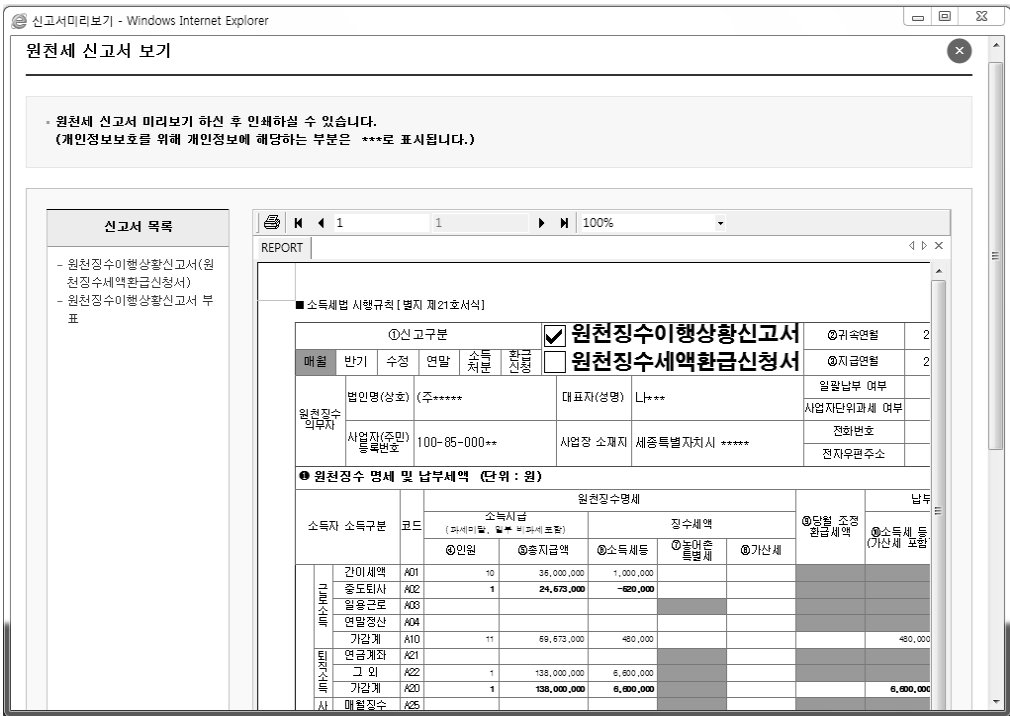 신고서미리보기 - Windows Internet Explorer
원천세 신고서 보기
원천세 신고서 미리보기 하신 후 인쇄하실 수 있습니다.
(개인정보보호를 위해 개인정보에 해당하는 부분은 ***로 표시됩니다.)
신고서 목록
- 원천징수이행상황신고서(원
천징수세액환급신청서)
- 원천징수이행상황신고서 부
표
1 1 100%
REPORT
■ 소득세법 시행규칙 [별지 제21호서식]
①신고구분
매월 반기 수정 연말 소득처분 환급신청
원천징수이행상황신고서
원천징수세액환급신청서
②귀속연월 2
③지급연월 2
원천징수
의무자
법인명(상호) (주***** 대표자(성명) 나***
일괄납부 여부
사업자단위과세 여부
사업자(주민)
등록번호
100-85-000** 사업장 소재지 세종특별자치시 *****
전화번호
전자우편주소
❶ 원천징수 명세 및 납부세액 (단위 : 원)
소득자 소득구분 코드
원천징수명세
소득지급
(과세미달, 일부 비과세포함)
징수세액
④인원 ⑤총지급액 ⑥소득세등 ⑦농어촌특별세 ⑧가산세
⑨당월 조정
환급세액
납부
⑩소득세 등
(가산세 포함
근로소득
간이세액 A01 10 35,000,000 1,000,000
중도퇴사 A02 1 24,673,000 -520,000
일용근로 A03
연말정산 A04
가감계 A10 11 59,673,000 480,000 480,000
퇴직소득
연금계좌 A21
그 외 A22 1 138,000,000 6,600,000
가감계 A20 1 138,000,000 6,600,000 6,600,000
사 매월징수 A25